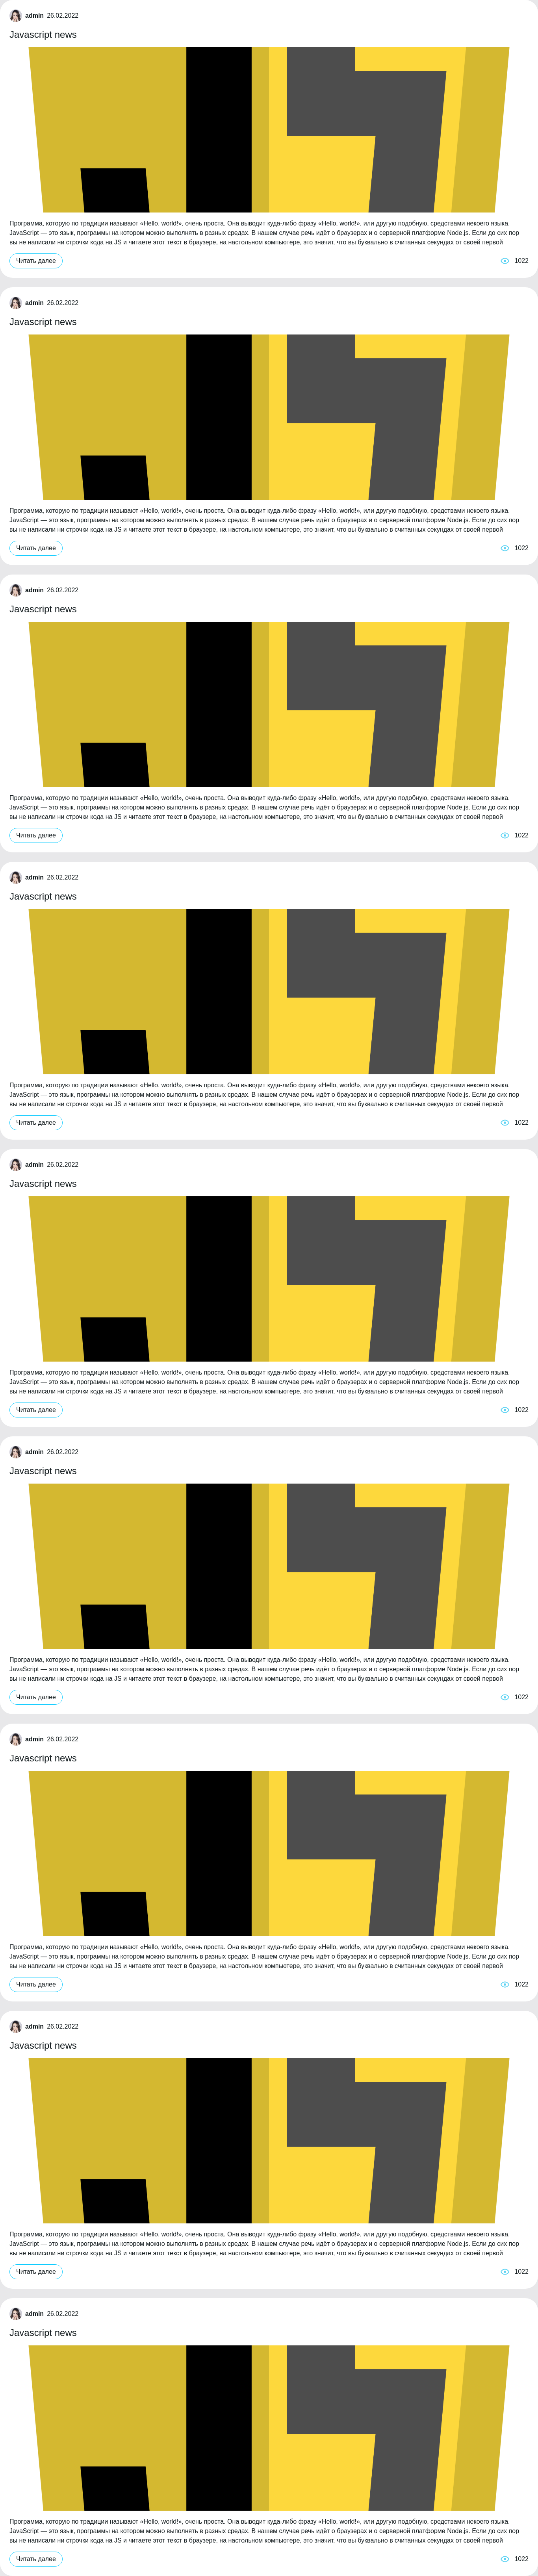 admin 26.02.2022
Javascript news
Программа, которую по традиции называют «Hello, world!», очень проста. Она выводит куда-либо фразу «Hello, world!», или другую подобную, средствами некоего языка.
JavaScript — это язык, программы на котором можно выполнять в разных средах. В нашем случае речь идёт о браузерах и о серверной платформе Node.js. Если до сих пор
вы не написали ни строчки кода на JS и читаете этот текст в браузере, на настольном компьютере, это значит, что вы буквально в считанных секундах от своей первой
Читать далее 1022
admin 26.02.2022
Javascript news
Программа, которую по традиции называют «Hello, world!», очень проста. Она выводит куда-либо фразу «Hello, world!», или другую подобную, средствами некоего языка.
JavaScript — это язык, программы на котором можно выполнять в разных средах. В нашем случае речь идёт о браузерах и о серверной платформе Node.js. Если до сих пор
вы не написали ни строчки кода на JS и читаете этот текст в браузере, на настольном компьютере, это значит, что вы буквально в считанных секундах от своей первой
Читать далее 1022
admin 26.02.2022
Javascript news
Программа, которую по традиции называют «Hello, world!», очень проста. Она выводит куда-либо фразу «Hello, world!», или другую подобную, средствами некоего языка.
JavaScript — это язык, программы на котором можно выполнять в разных средах. В нашем случае речь идёт о браузерах и о серверной платформе Node.js. Если до сих пор
вы не написали ни строчки кода на JS и читаете этот текст в браузере, на настольном компьютере, это значит, что вы буквально в считанных секундах от своей первой
Читать далее 1022
admin 26.02.2022
Javascript news
Программа, которую по традиции называют «Hello, world!», очень проста. Она выводит куда-либо фразу «Hello, world!», или другую подобную, средствами некоего языка.
JavaScript — это язык, программы на котором можно выполнять в разных средах. В нашем случае речь идёт о браузерах и о серверной платформе Node.js. Если до сих пор
вы не написали ни строчки кода на JS и читаете этот текст в браузере, на настольном компьютере, это значит, что вы буквально в считанных секундах от своей первой
Читать далее 1022
admin 26.02.2022
Javascript news
Программа, которую по традиции называют «Hello, world!», очень проста. Она выводит куда-либо фразу «Hello, world!», или другую подобную, средствами некоего языка.
JavaScript — это язык, программы на котором можно выполнять в разных средах. В нашем случае речь идёт о браузерах и о серверной платформе Node.js. Если до сих пор
вы не написали ни строчки кода на JS и читаете этот текст в браузере, на настольном компьютере, это значит, что вы буквально в считанных секундах от своей первой
Читать далее 1022
admin 26.02.2022
Javascript news
Программа, которую по традиции называют «Hello, world!», очень проста. Она выводит куда-либо фразу «Hello, world!», или другую подобную, средствами некоего языка.
JavaScript — это язык, программы на котором можно выполнять в разных средах. В нашем случае речь идёт о браузерах и о серверной платформе Node.js. Если до сих пор
вы не написали ни строчки кода на JS и читаете этот текст в браузере, на настольном компьютере, это значит, что вы буквально в считанных секундах от своей первой
Читать далее 1022
admin 26.02.2022
Javascript news
Программа, которую по традиции называют «Hello, world!», очень проста. Она выводит куда-либо фразу «Hello, world!», или другую подобную, средствами некоего языка.
JavaScript — это язык, программы на котором можно выполнять в разных средах. В нашем случае речь идёт о браузерах и о серверной платформе Node.js. Если до сих пор
вы не написали ни строчки кода на JS и читаете этот текст в браузере, на настольном компьютере, это значит, что вы буквально в считанных секундах от своей первой
Читать далее 1022
admin 26.02.2022
Javascript news
Программа, которую по традиции называют «Hello, world!», очень проста. Она выводит куда-либо фразу «Hello, world!», или другую подобную, средствами некоего языка.
JavaScript — это язык, программы на котором можно выполнять в разных средах. В нашем случае речь идёт о браузерах и о серверной платформе Node.js. Если до сих пор
вы не написали ни строчки кода на JS и читаете этот текст в браузере, на настольном компьютере, это значит, что вы буквально в считанных секундах от своей первой
Читать далее 1022
admin 26.02.2022
Javascript news
Программа, которую по традиции называют «Hello, world!», очень проста. Она выводит куда-либо фразу «Hello, world!», или другую подобную, средствами некоего языка.
JavaScript — это язык, программы на котором можно выполнять в разных средах. В нашем случае речь идёт о браузерах и о серверной платформе Node.js. Если до сих пор
вы не написали ни строчки кода на JS и читаете этот текст в браузере, на настольном компьютере, это значит, что вы буквально в считанных секундах от своей первой
Читать далее 1022